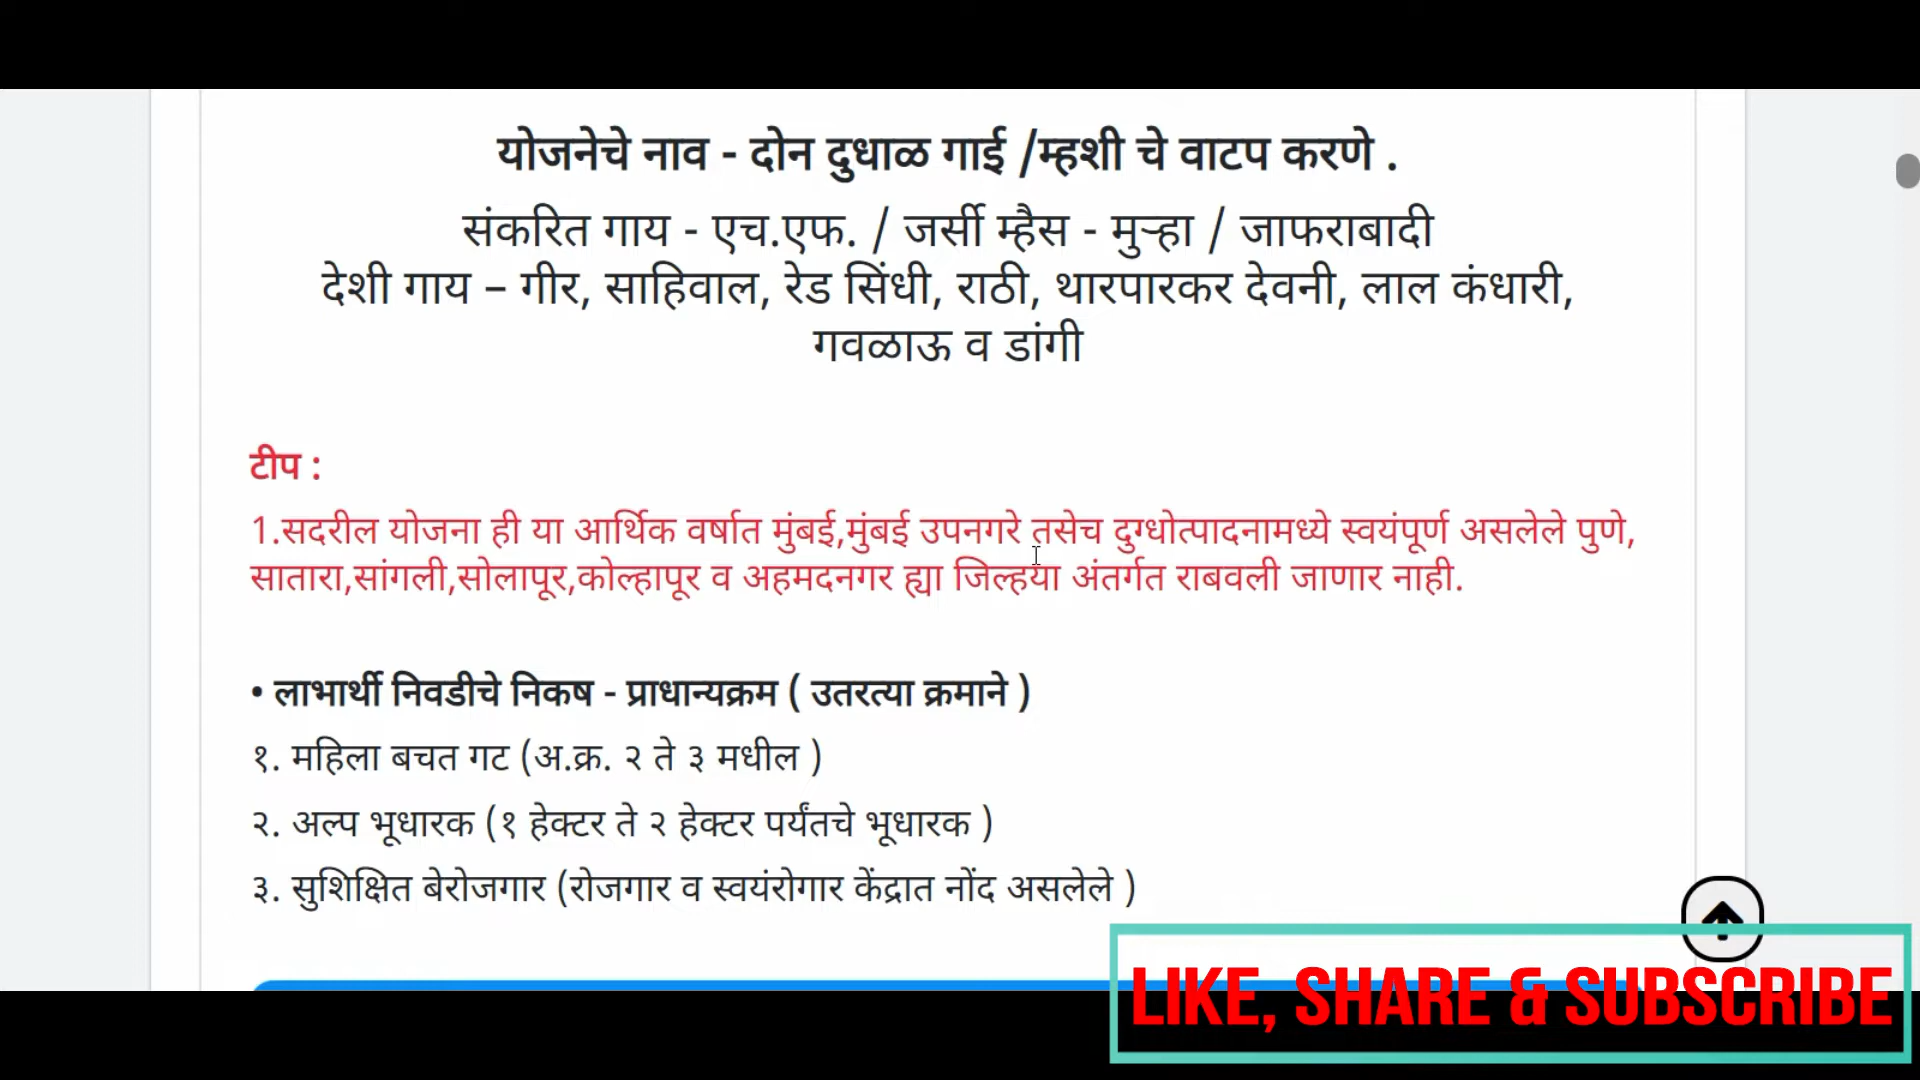 योजनेचे नाव - दोन दुधाळ गाई /म्हशी चे वाटप करणे .
संकरित गाय - एच.एफ. / जर्सी म्हैस - मुऱ्हा / जाफराबादी
देशी गाय – गीर, साहिवाल, रेड सिंधी, राठी, थारपारकर देवनी, लाल कंधारी,
गवळाऊ व डांगी
टीप :
1.सदरील योजना ही या आर्थिक वर्षात मुंबई,मुंबई उपनगरे तसेच दुग्धोत्पादनामध्ये स्वयंपूर्ण असलेले पुणे,
सातारा,सांगली,सोलापूर,कोल्हापूर व अहमदनगर ह्या जिल्हया अंतर्गत राबवली जाणार नाही.
• लाभार्थी निवडीचे निकष - प्राधान्यक्रम ( उतरत्या क्रमाने )
१. महिला बचत गट (अ.क्र. २ ते ३ मधील )
२. अल्प भूधारक (१ हेक्टर ते २ हेक्टर पर्यंतचे भूधारक )
३. सुशिक्षित बेरोजगार (रोजगार व स्वयंरोगार केंद्रात नोंद असलेले )
LIKE, SHARE & SUBSCRIBE